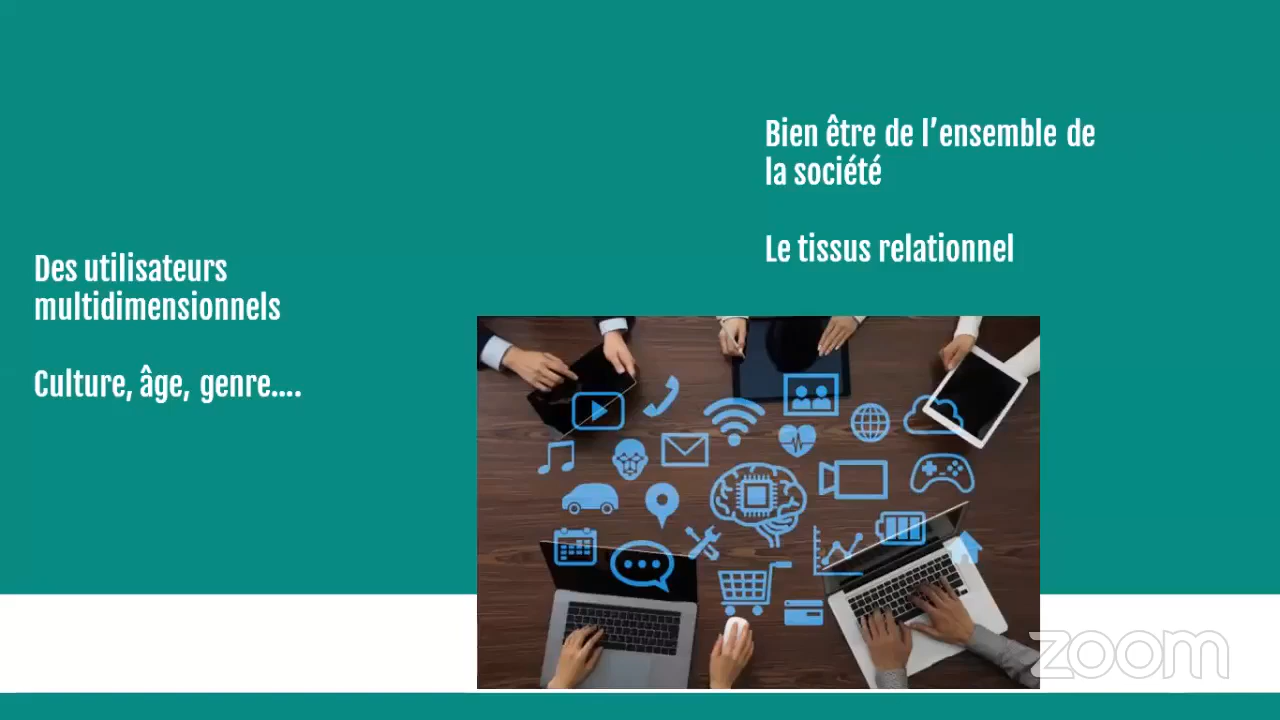 Bien être de l’ensemble de
la société
Le tissus relationnel
Des utilisateurs
multidimensionnels
Culture, âge, genre....
zoom